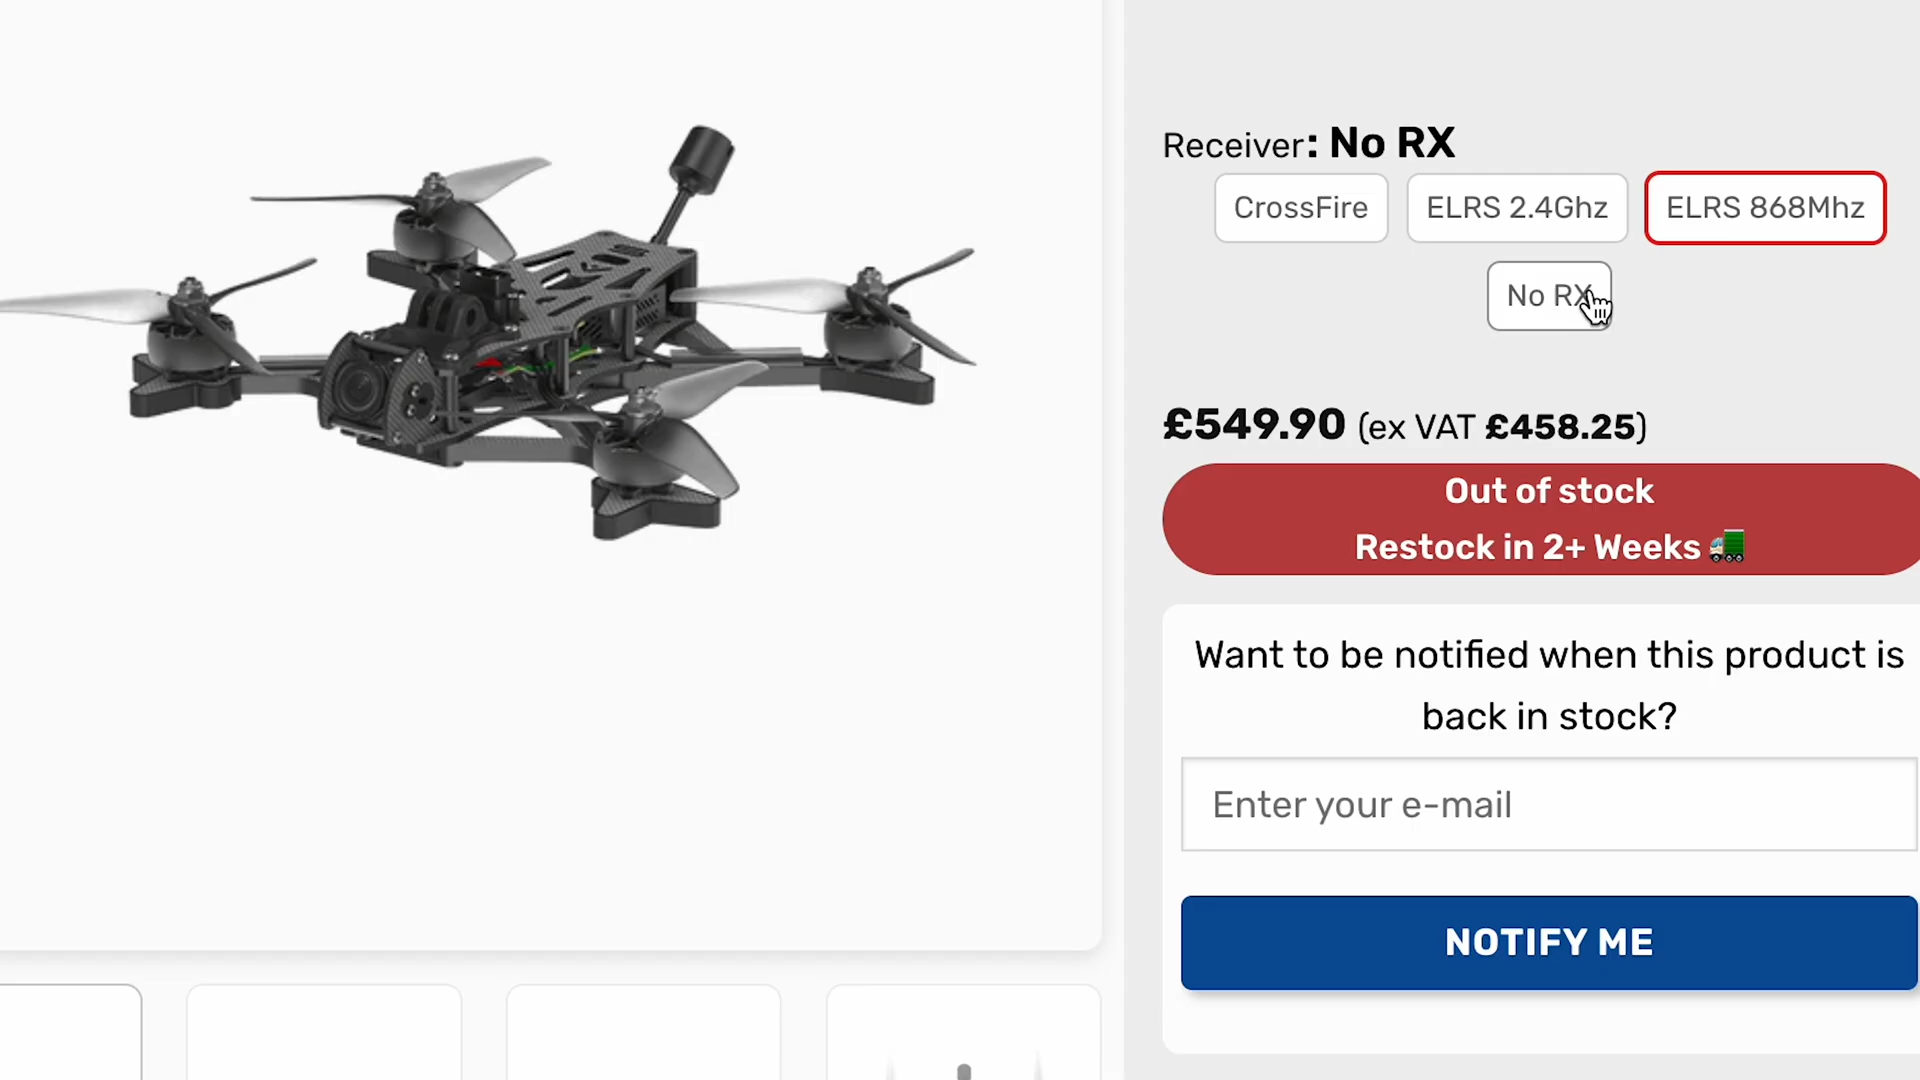 Receiver: No RX
CrossFire
ELRS 2.4Ghz
ELRS 868Mhz
No RX
£549.90 (ex VAT £458.25)
Out of stock
Restock in 2+ Weeks 🚛
Want to be notified when this product is
back in stock?
Enter your e-mail
NOTIFY ME